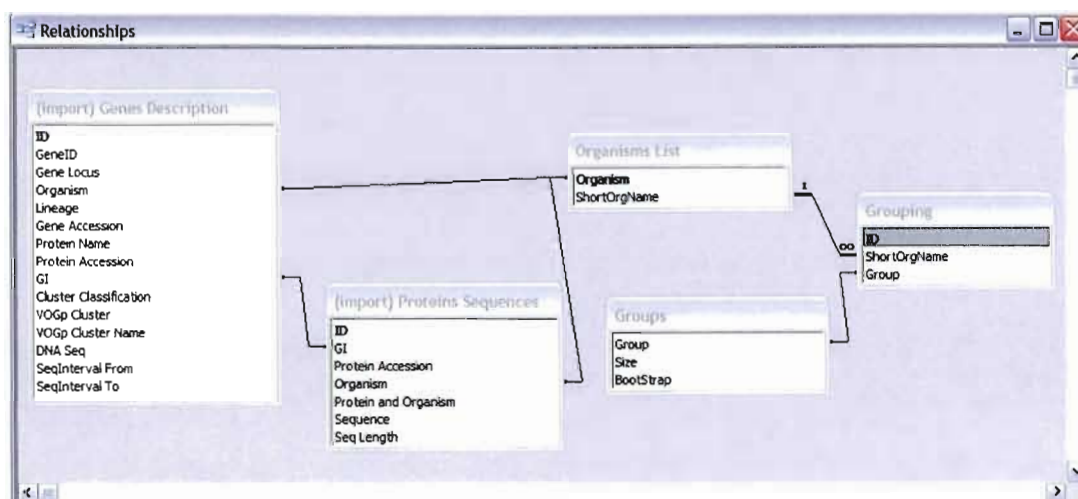 Relationships
(import) Genes Description
ID
GeneID
Gene Locus
Organism
Lineage
Gene Accession
Protein Name
Protein Accession
GI
Cluster Classification
VOGp Cluster
VOGp Cluster Name
DNA Seq
SeqInterval From
SeqInterval To
(import) Proteins Sequences
ID
GI
Protein Accession
Organism
Protein and Organism
Sequence
Seq Length
Organisms List
Organism
ShortOrgName
1
∞
Groups
Group
Size
BootStrap
Grouping
ID
ShortOrgName
Group